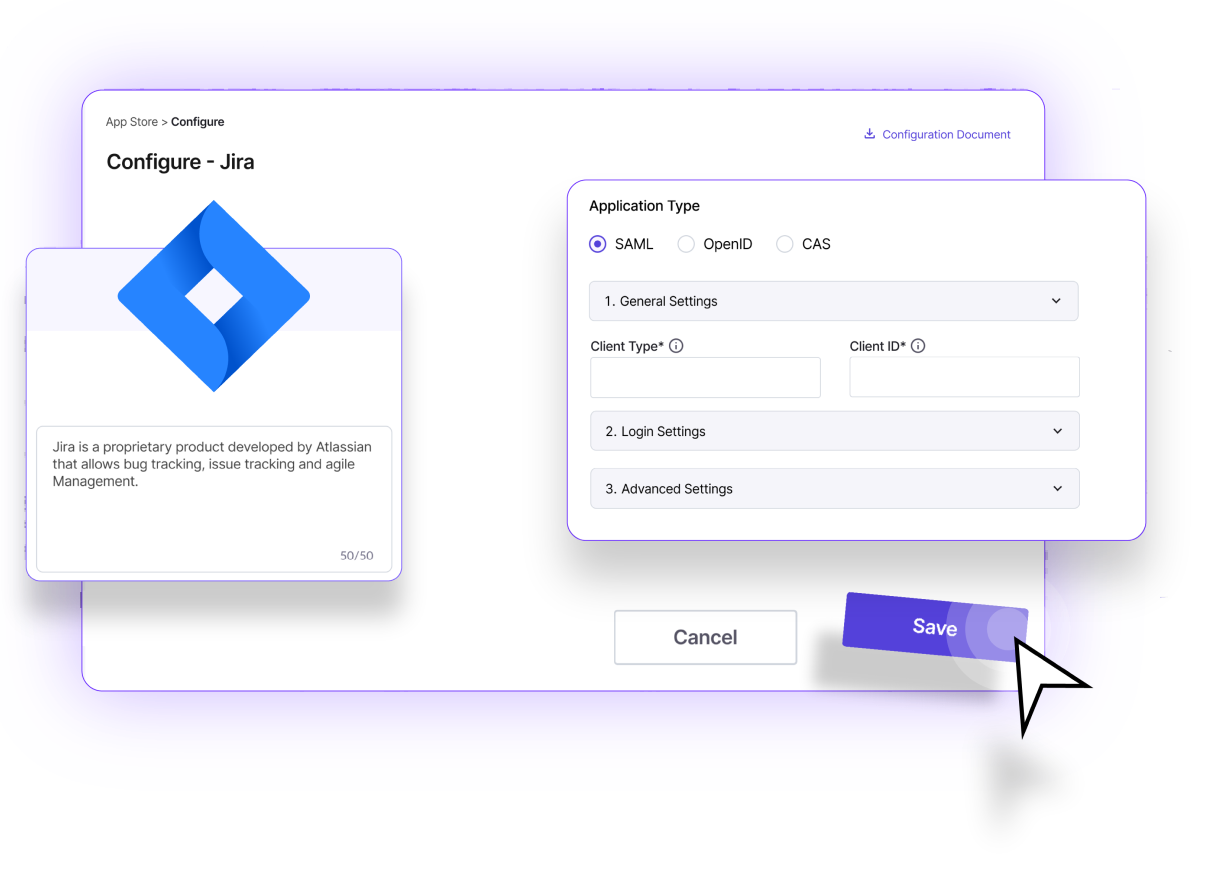 App Store > Configure
Configuration Document
Configure - Jira
Jira is a proprietary product developed by Atlassian
that allows bug tracking, issue tracking and agile
Management.
50/50
Application Type
SAML OpenID CAS
1. General Settings
Client Type* Client ID*
2. Login Settings
3. Advanced Settings
Cancel
Save